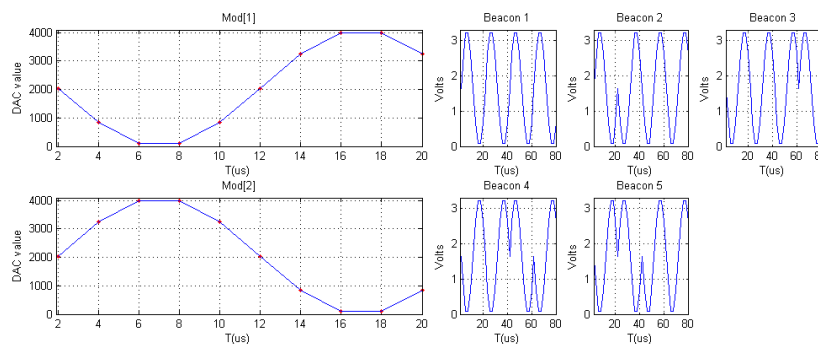 Mod[1]
DAC value
4000
3000
2000
1000
0
2 4 6 8 10 12 14 16 18 20
T(us)
Beacon 1
Volts
3
2
1
0
20 40 60 80
T(us)
Beacon 2
Volts
3
2
1
0
20 40 60 80
T(us)
Beacon 3
Volts
3
2
1
0
20 40 60 8
T(us)
Mod[2]
DAC value
4000
3000
2000
1000
0
2 4 6 8 10 12 14 16 18 20
T(us)
Beacon 4
Volts
3
2
1
0
20 40 60 80
T(us)
Beacon 5
Volts
3
2
1
0
20 40 60 80
T(us)